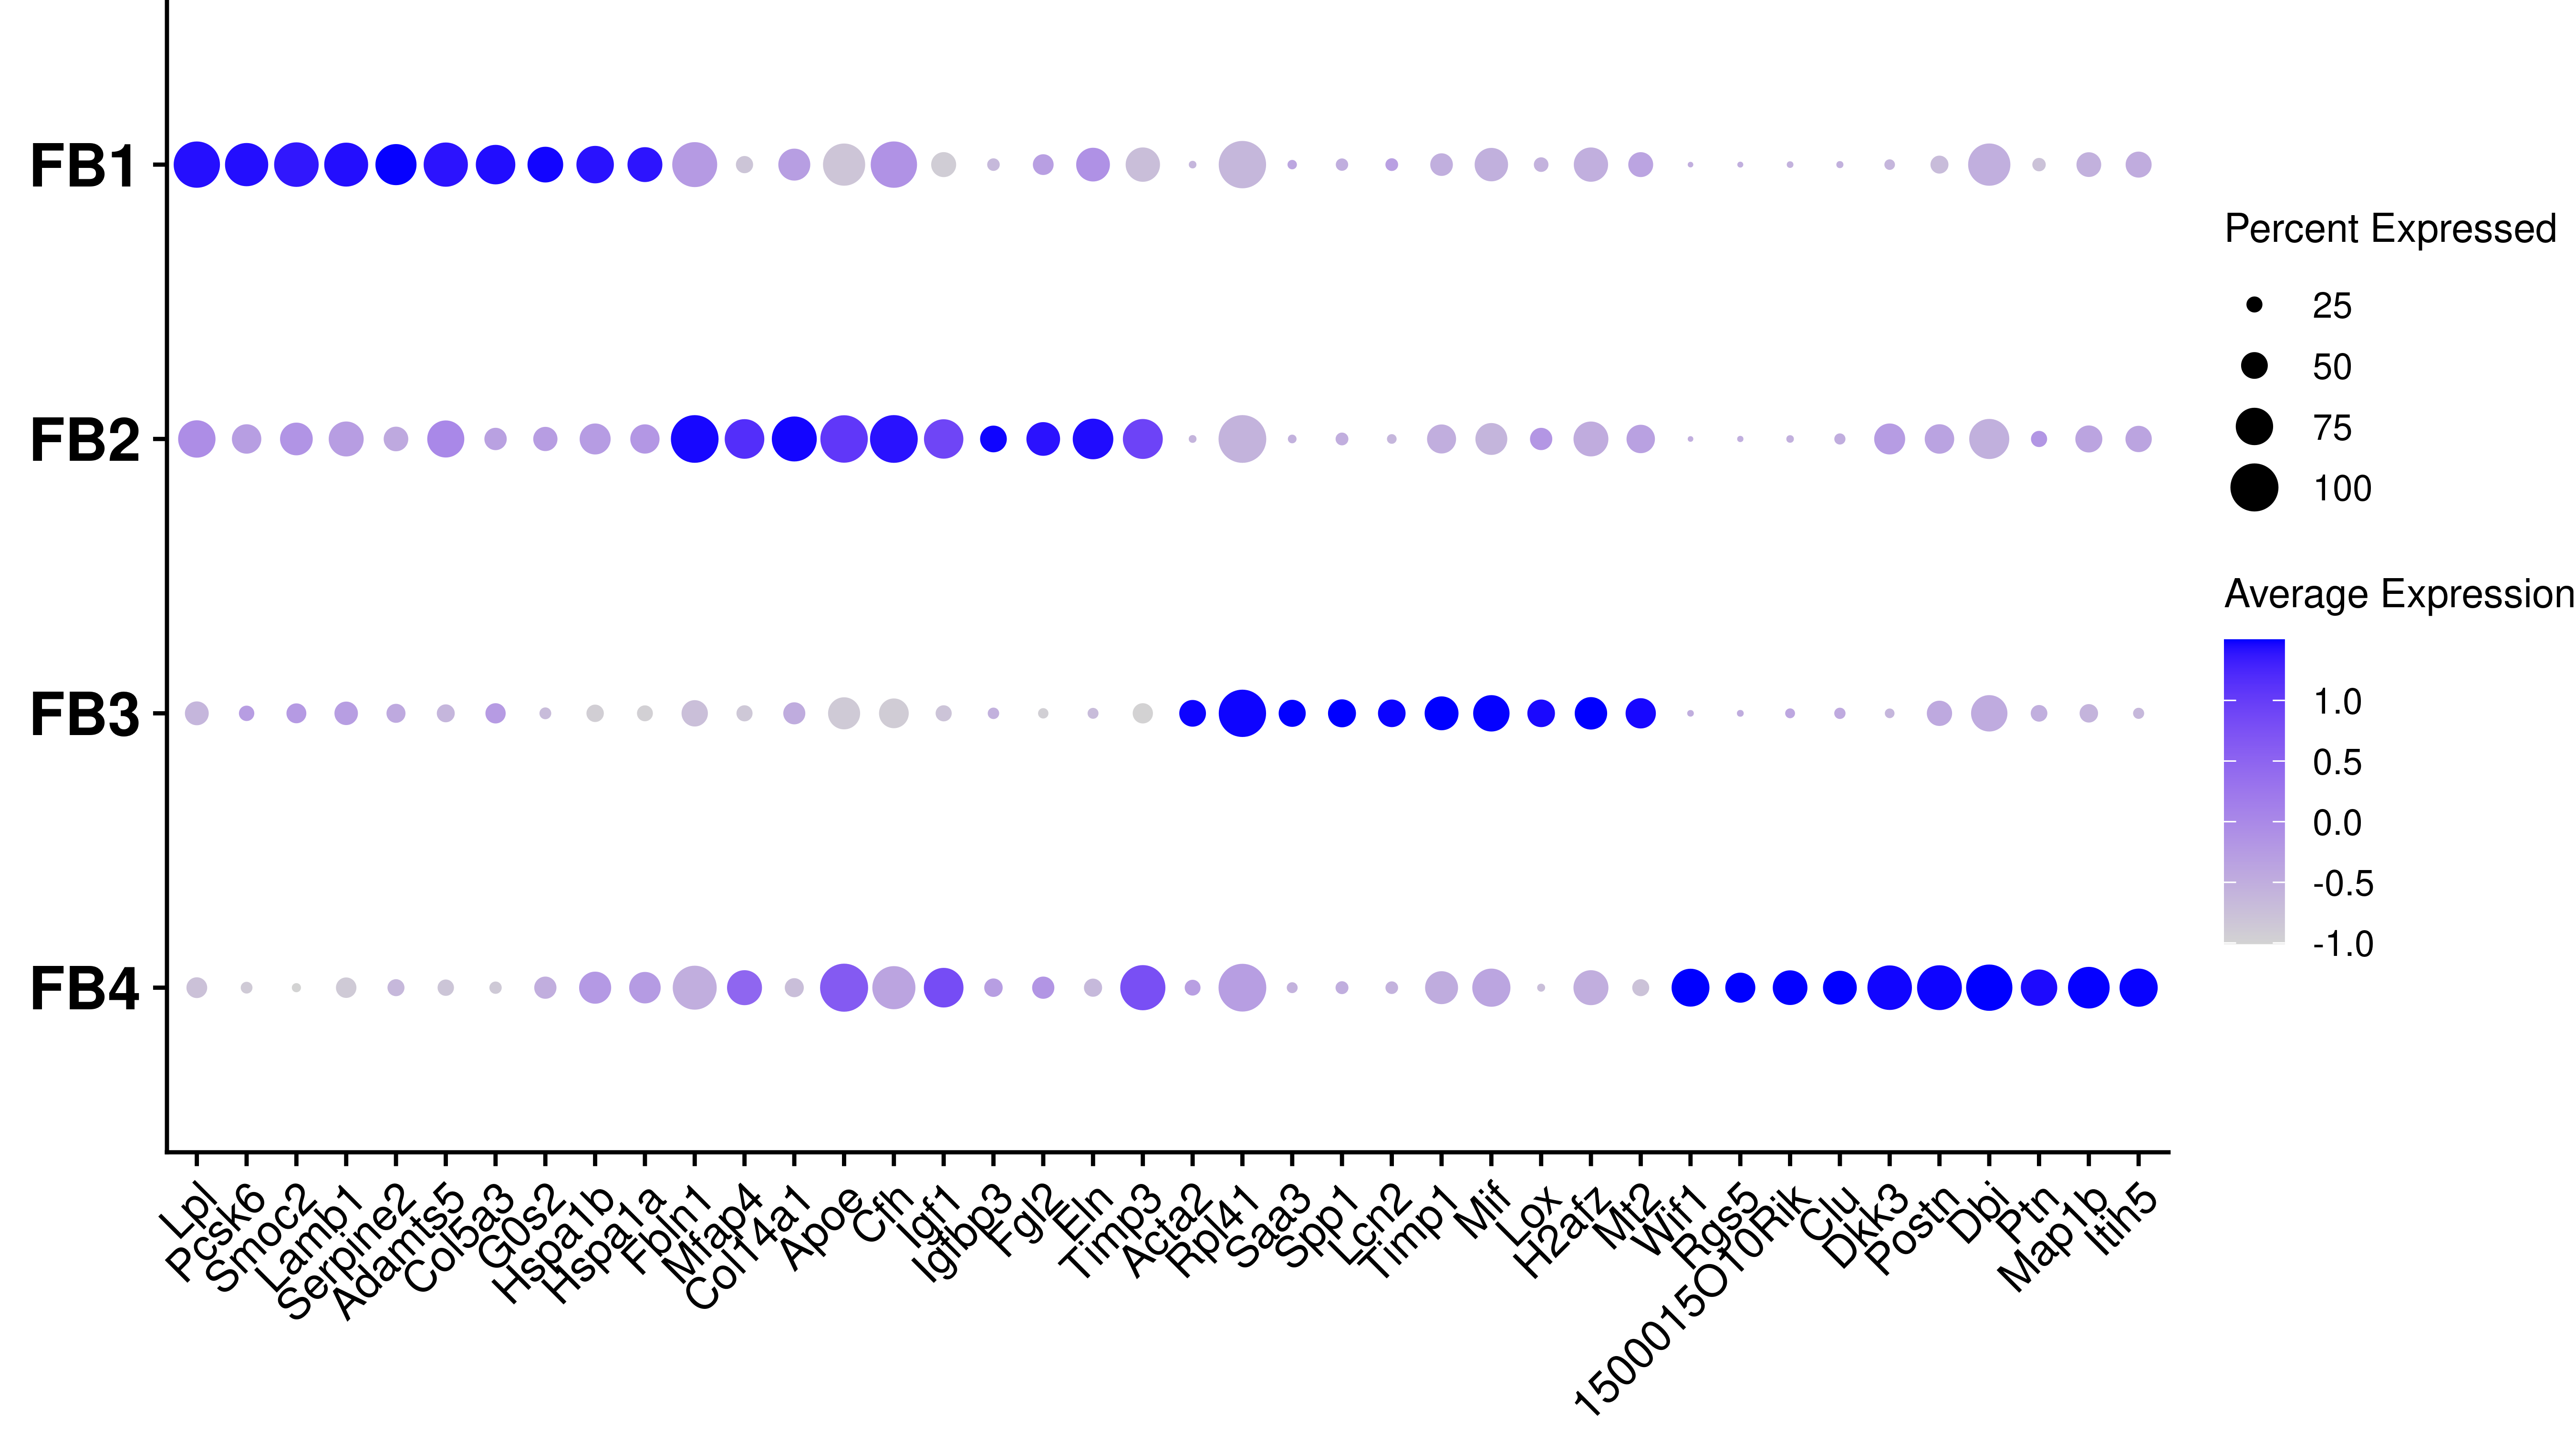 FB1
FB2
FB3
FB4
Lpl
Pcsk6
Smoc2
Lamb1
Serpine2
Adamts5
Col5a3
G0s2
Hspa1b
Hspa1a
Fbln1
Mfap4
Col14a1
Apoe
Cfh
Igf1
Igfbp3
Fgl2
Eln
Timp3
Acta2
Rpl41
Saa3
Spp1
Lcn2
Timp1
Mif
Lox
H2afz
Mt2
Wif1
Rgs5
1500015O10Rik
Clu
Dkk3
Postn
Dbi
Ptn
Map1b
Itih5
Percent Expressed
25
50
75
100
Average Expression
1.0
0.5
0.0
-0.5
-1.0